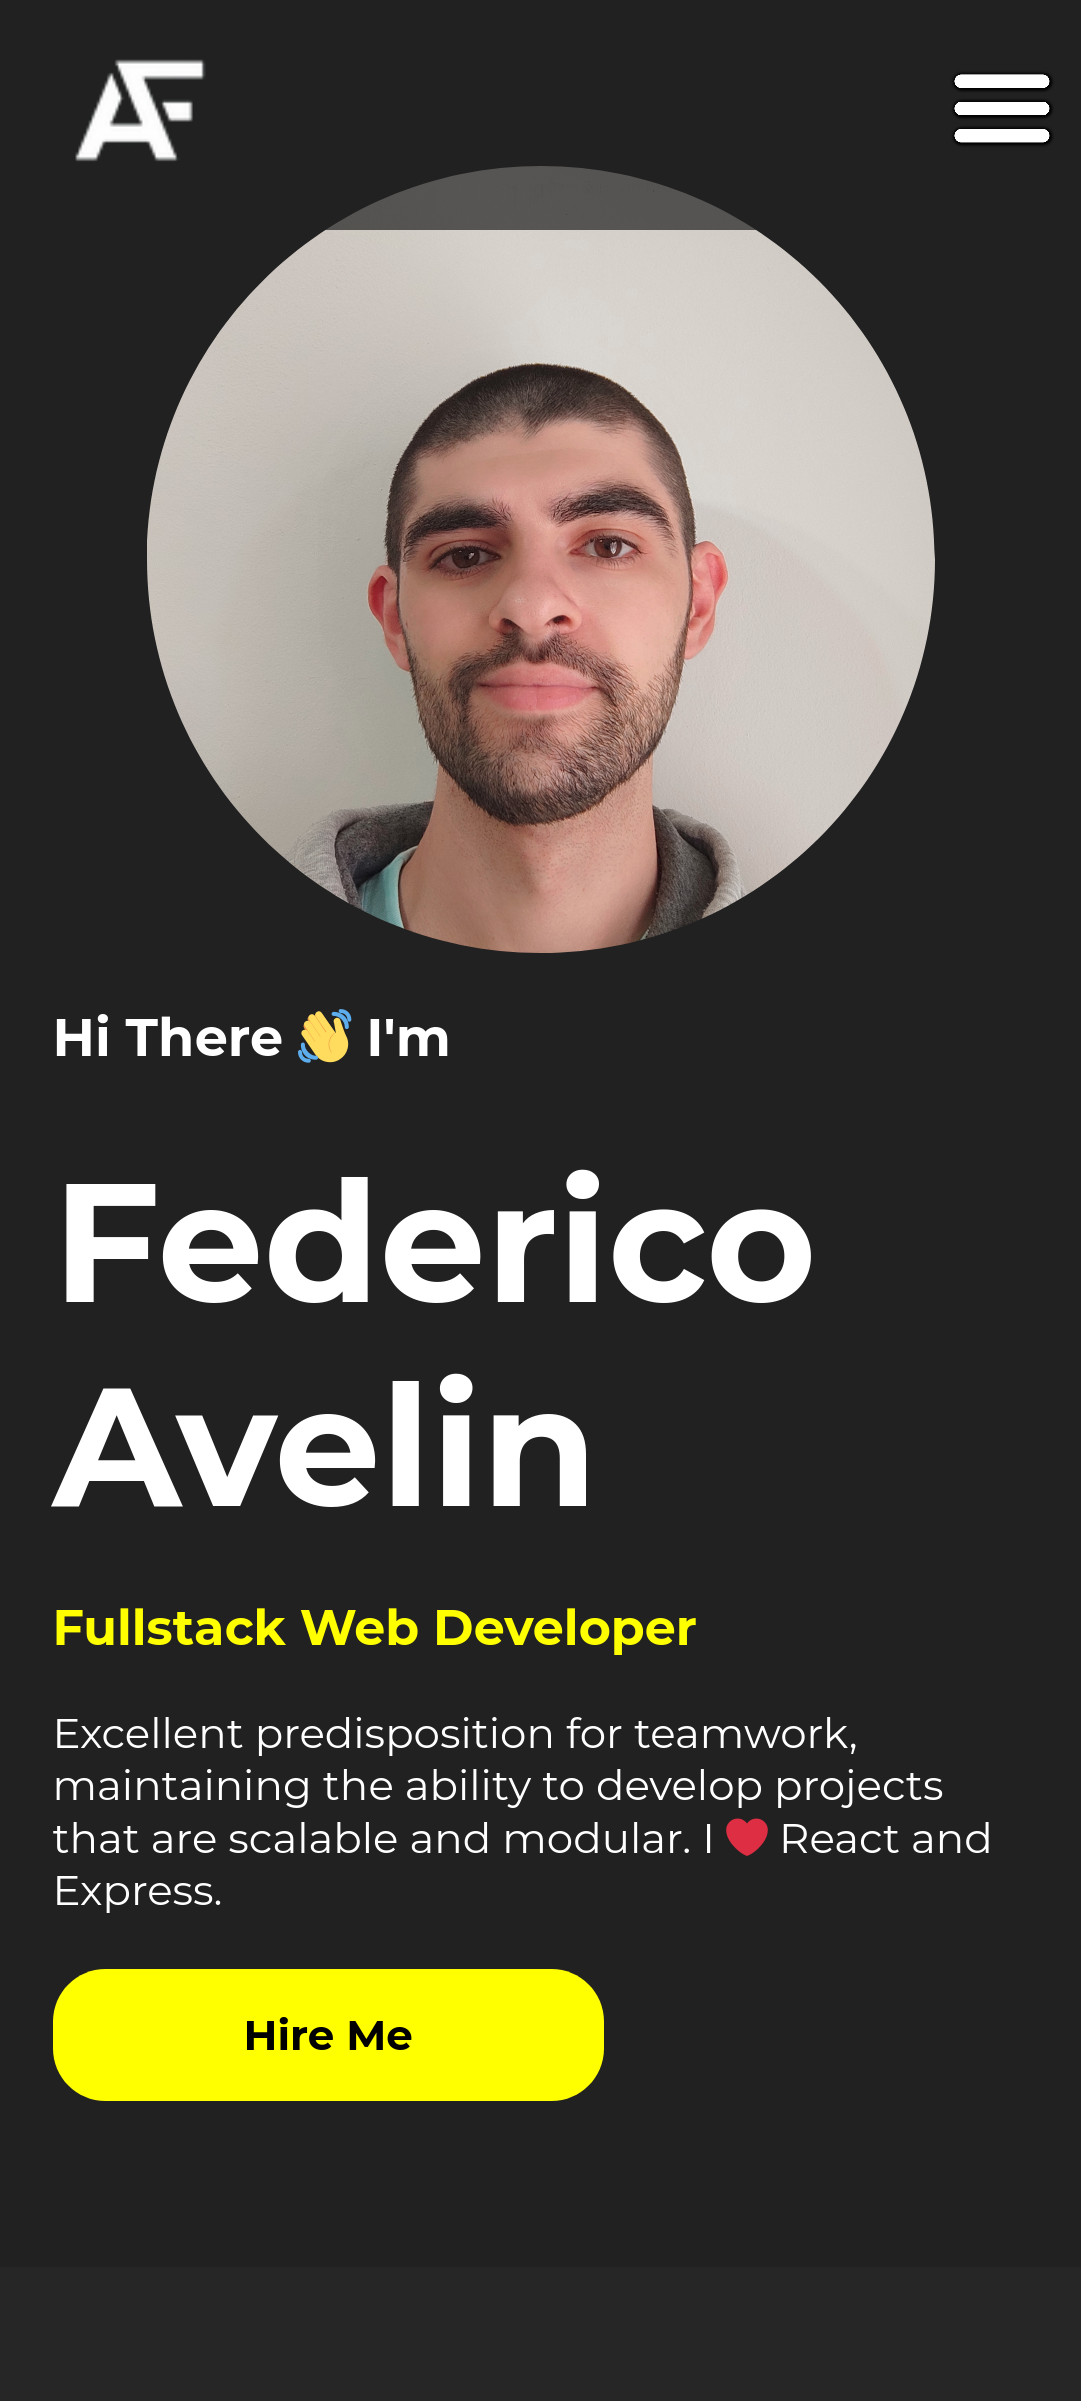 AF
Hi There 👋 I'm
Federico
Avelin
Fullstack Web Developer
Excellent predisposition for teamwork,
maintaining the ability to develop projects
that are scalable and modular. I ❤️ React and
Express.
Hire Me